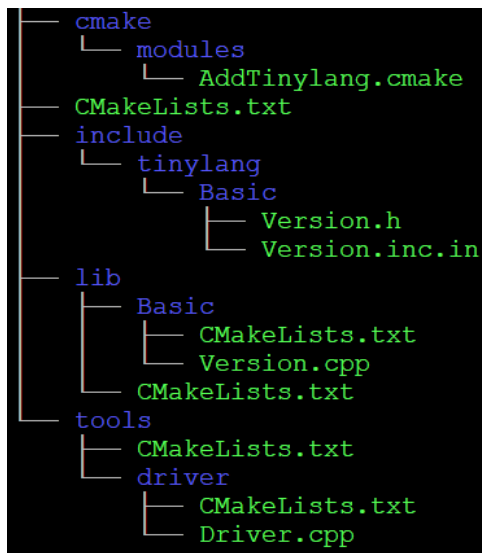 cmake
modules
AddTinylang.cmake
CMakeLists.txt
include
tinylang
Basic
Version.h
Version.inc.in
lib
Basic
CMakeLists.txt
Version.cpp
CMakeLists.txt
tools
CMakeLists.txt
driver
CMakeLists.txt
Driver.cpp